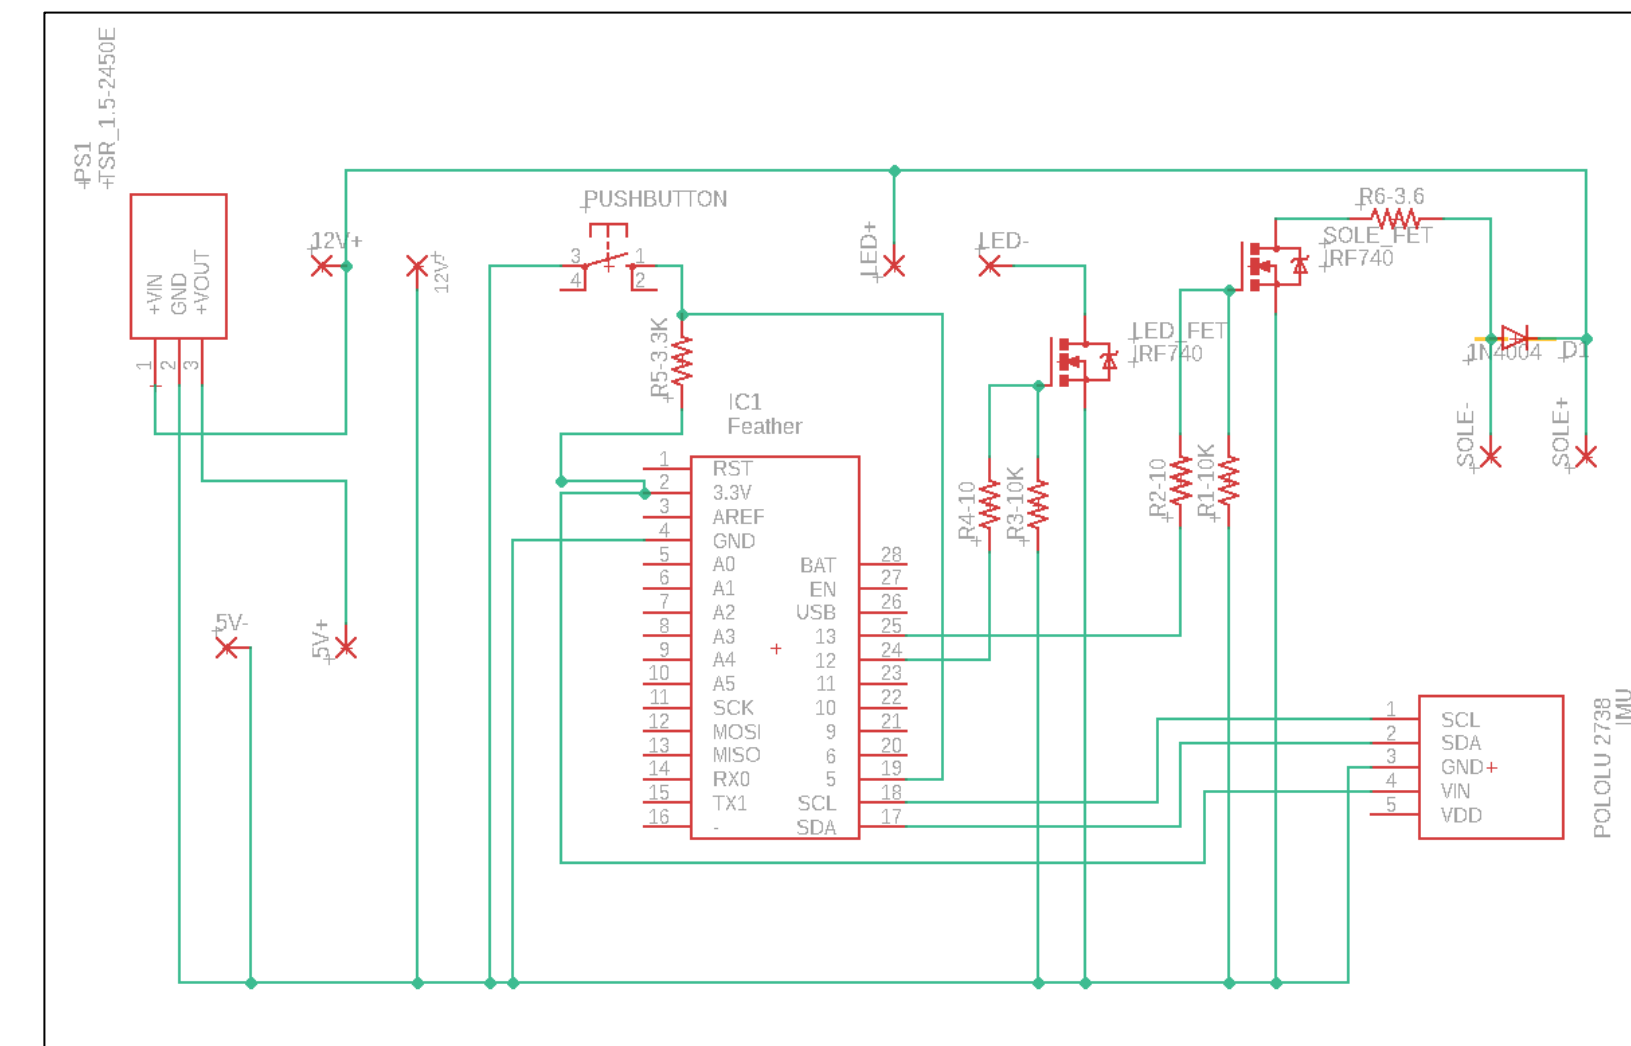 PS1
TSR_1.5-2450E
+VIN
GND
+VOUT
1
2
3
12V+
12V-
5V-
5V+
PUSHBUTTON
3
1
4
2
R5-3.3K
LED+
LED-
LED_FET
IRF740
R6-3.6
SOLE_FET
IRF740
1N4004
D1
SOLE-
SOLE+
R4-10
R3-10K
R2-10
R1-10K
IC1
Feather
1 RST
2 3.3V
3 AREF
4 GND
5 A0
6 A1
7 A2
8 A3
9 A4
10 A5
11 SCK
12 MOSI
13 MISO
14 RX0
15 TX1
16 -
BAT 28
EN 27
USB 26
13 25
12 24
11 23
10 22
9 21
6 20
5 19
SCL 18
SDA 17
1 SCL
2 SDA
3 GND
4 VIN
5 VDD
POLOLU 2738
IMU